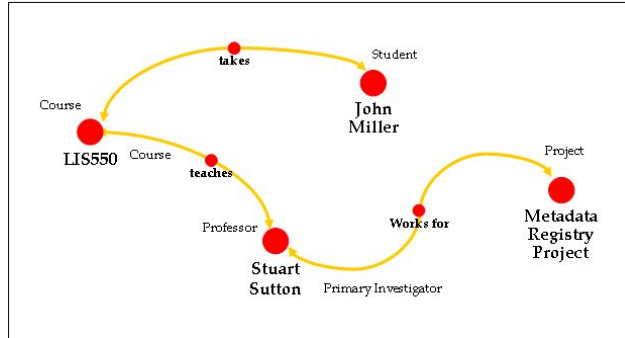 Student
takes
John
Miller
Course
LIS550
Course
teaches
Project
Works for
Metadata
Registry
Project
Professor
Stuart
Sutton
Primary Investigator